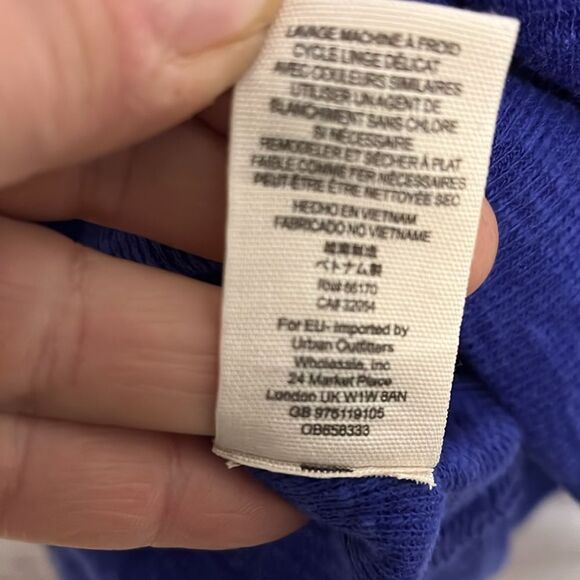 LAVAGE MACHINE À FROID
CYCLE LINGE DÉLICAT
AVEC COULEURS SIMILAIRES
UTILISER UN AGENT DE
BLANCHIMENT SANS CHLORE
SI NÉCESSAIRE
REMODELER ET SÉCHER À PLAT
FAIBLE COMME FER NÉCESSAIRES
PEUT ÊTRE ÊTRE NETTOYÉE SEC
HECHO EN VIETNAM
FABRICADO NO VIETNAME
越南製造
ベトナム製
RN# 66170
CA# 32054
For EU- Imported by
Urban Outfitters
Wholesale, Inc
24 Market Place
London UK W1W 8AN
GB 976119105
OB658333